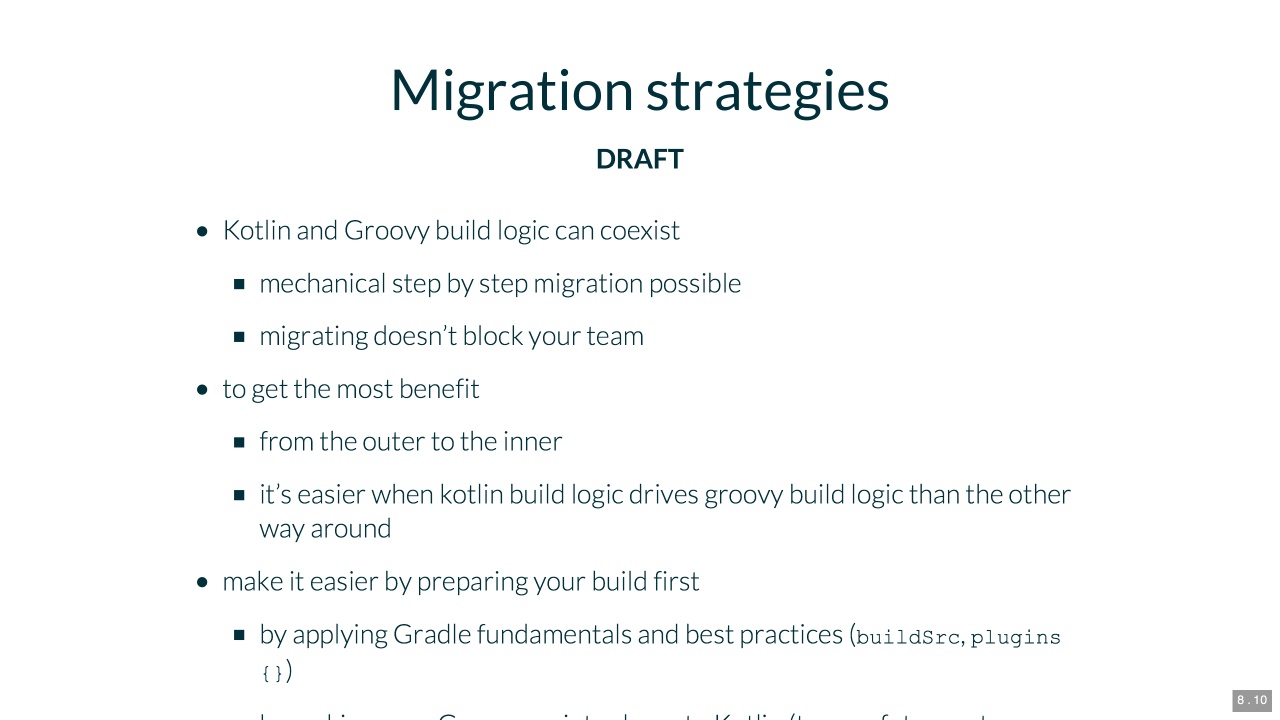 Migration strategies
DRAFT
• Kotlin and Groovy build logic can coexist
▪ mechanical step by step migration possible
▪ migrating doesn’t block your team
• to get the most benefit
▪ from the outer to the inner
▪ it’s easier when kotlin build logic drives groovy build logic than the other
way around
• make it easier by preparing your build first
▪ by applying Gradle fundamentals and best practices (buildSrc, plugins
{})
8.10